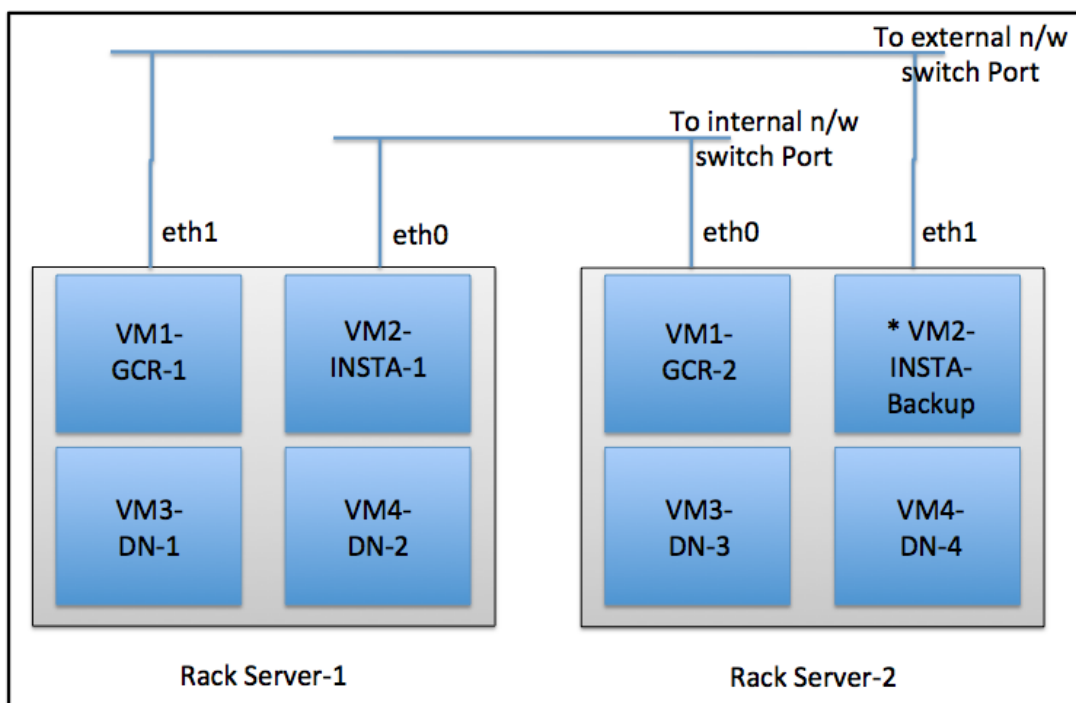 To external n/w
switch Port
To internal n/w
switch Port
eth1
eth0
eth0
eth1
VM1-
GCR-1
VM2-
INSTA-1
VM1-
GCR-2
* VM2-
INSTA-
Backup
VM3-
DN-1
VM4-
DN-2
VM3-
DN-3
VM4-
DN-4
Rack Server-1
Rack Server-2